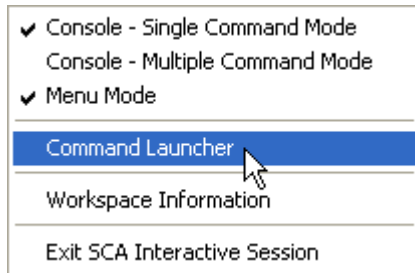 Console - Single Command Mode
Console - Multiple Command Mode
Menu Mode
Command Launcher
Workspace Information
Exit SCA Interactive Session